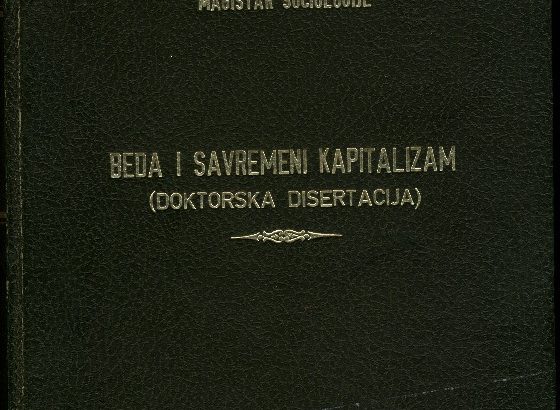 MAGISTAR SOCIOLOGIJE
BEDA I SAVREMENI KAPITALIZAM
(DOKTORSKA DISERTACIJA)